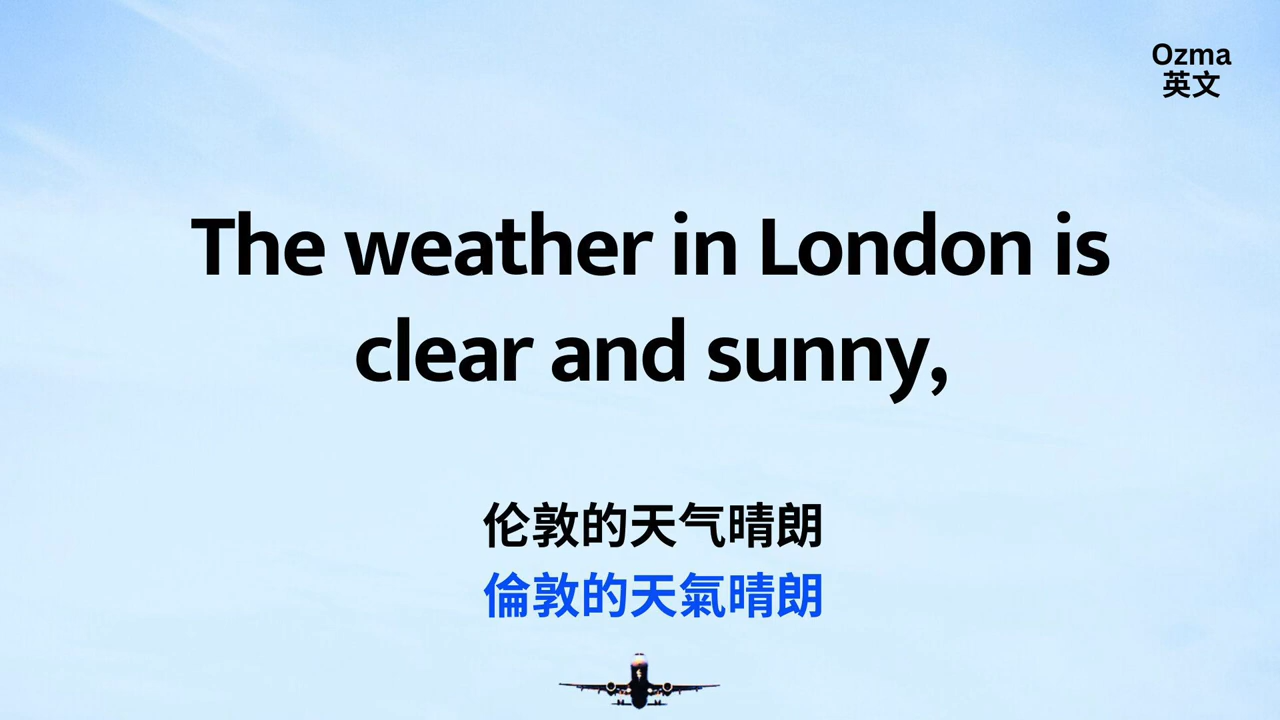 Ozma
英文
The weather in London is
clear and sunny,
伦敦的天气晴朗
倫敦的天氣晴朗